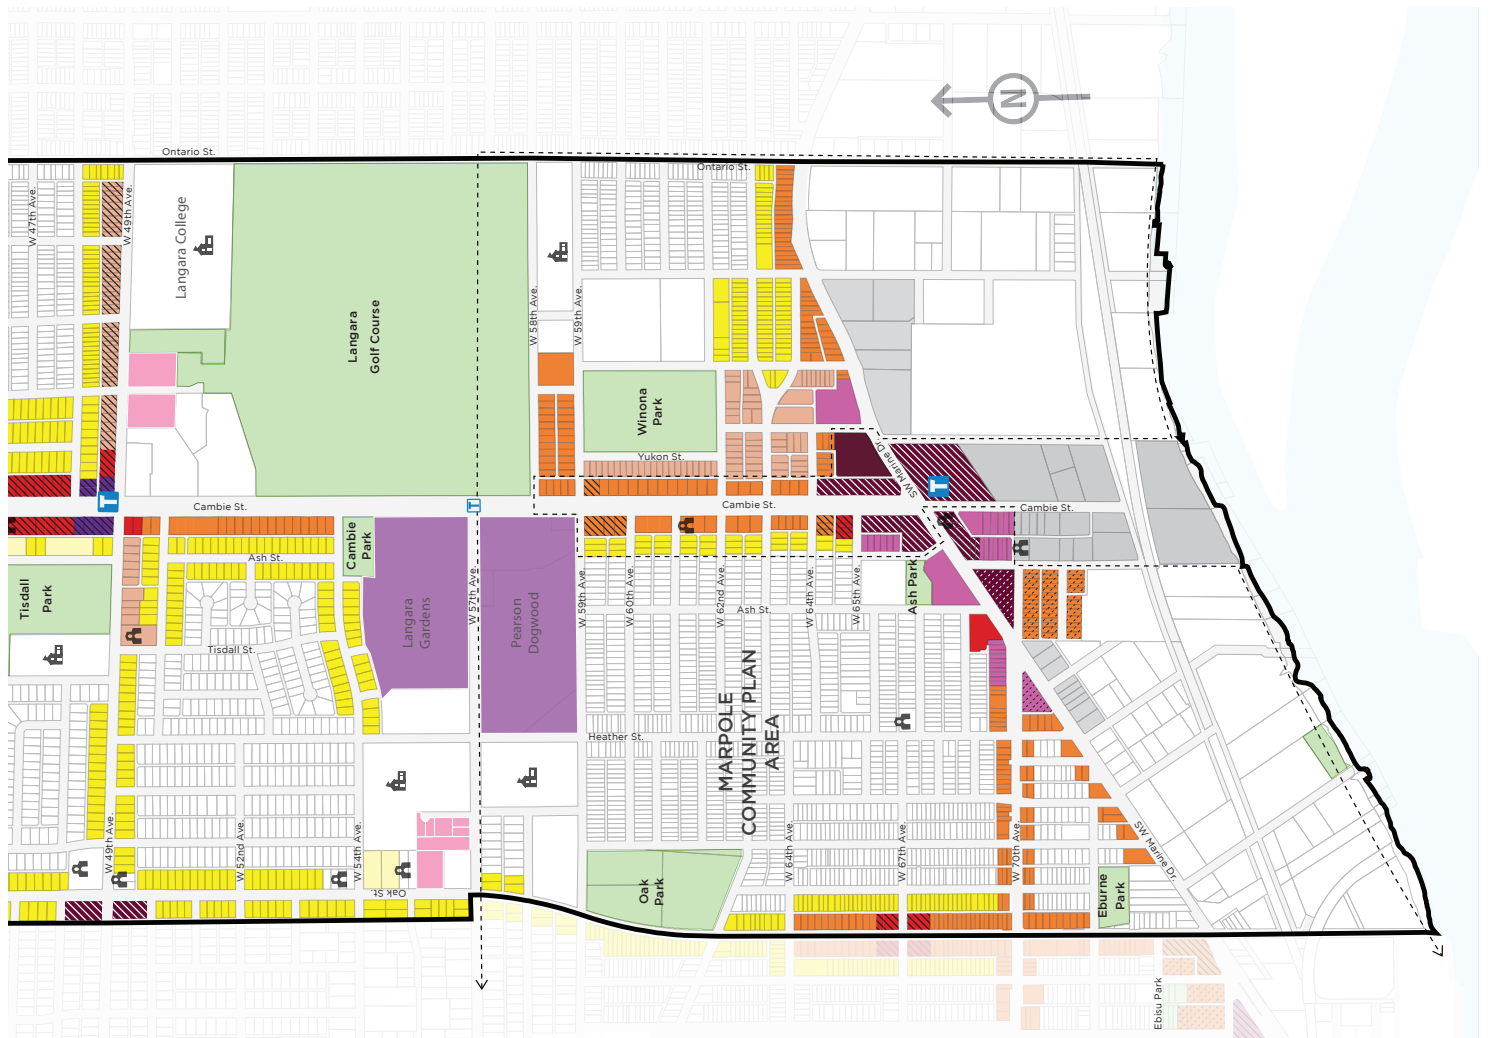 N
Ontario St.
Ontario St.
W 47th Ave.
W 49th Ave.
Langara College
Langara
Golf Course
W 58th Ave.
W 59th Ave.
Winona
Park
Yukon St.
SW Marine Dr.
T
T
T
Cambie St.
Cambie St.
Cambie St.
Cambie
Park
Ash St.
Tisdall
Park
Langara
Gardens
W 57th Ave.
Pearson
Dogwood
W 59th Ave.
W 60th Ave.
W 62nd Ave.
W 64th Ave.
W 65th Ave.
Ash Park
Ash St.
Tisdall St.
MARPOLE
COMMUNITY PLAN
AREA
Heather St.
W 49th Ave.
W 52nd Ave.
W 54th Ave.
Oak St.
Oak
Park
W 64th Ave.
W 67th Ave.
W 70th Ave.
SW Marine Dr.
Eburne
Park
Ebisu Park